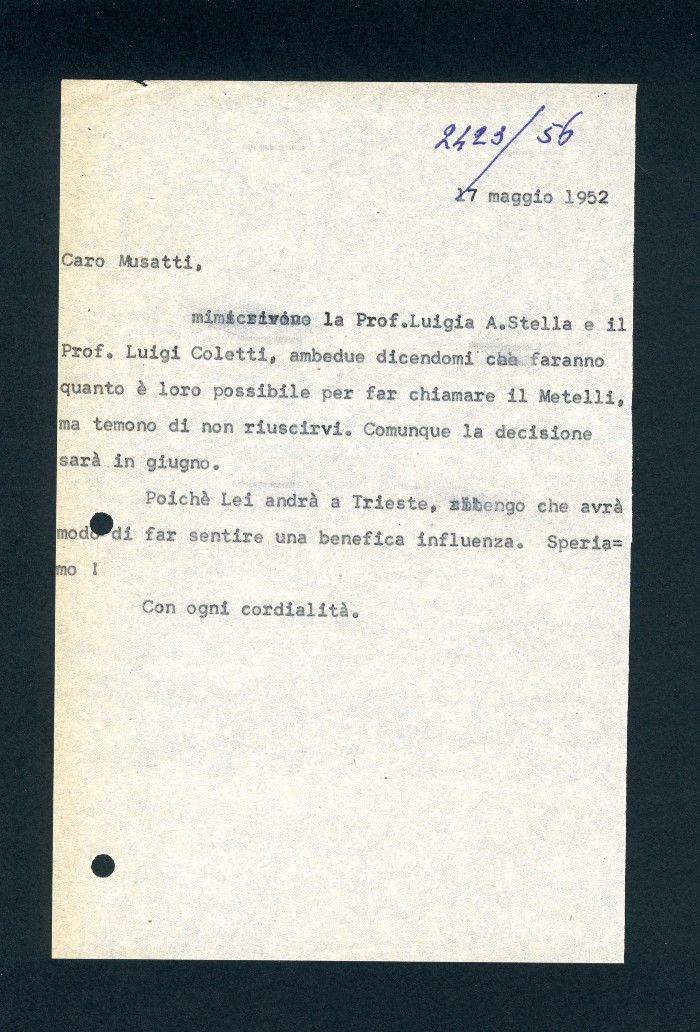 2423/56
17 maggio 1952
Caro Musatti,
mi scrivono la Prof.Luigia A.Stella e il
Prof. Luigi Coletti, ambedue dicendomi che faranno
quanto è loro possibile per far chiamare il Metelli,
ma temono di non riuscirvi. Comunque la decisione
sarà in giugno.
Poichè Lei andrà a Trieste, ritengo che avrà
modo di far sentire una benefica influenza. Speria=
mo !
Con ogni cordialità.